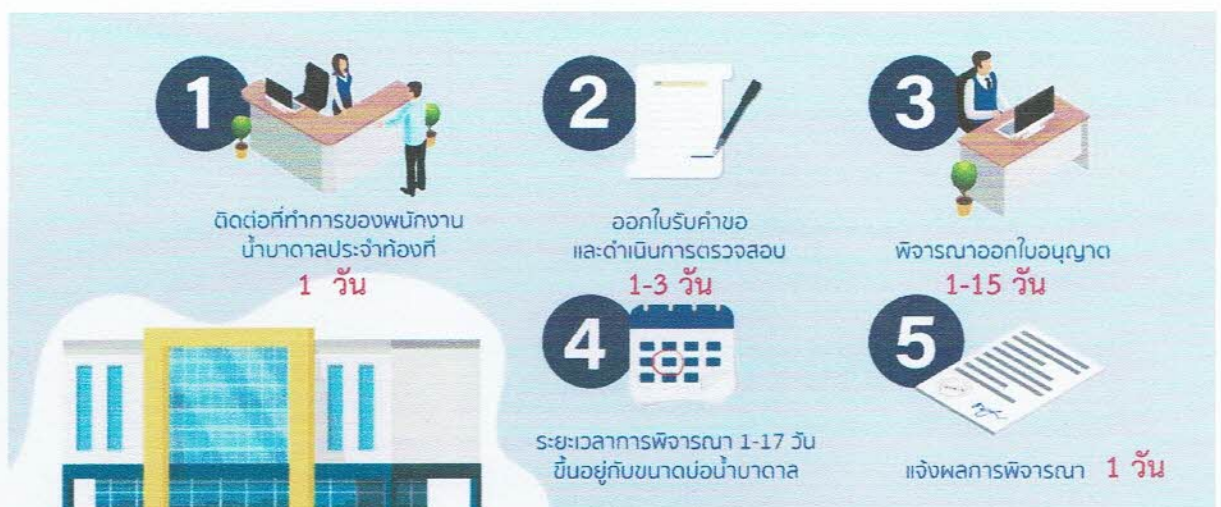 1
ติดต่อที่ทำการของพนักงาน
น้ำบาดาลประจำท้องที่
1 วัน
2
ออกใบรับคำขอ
และดำเนินการตรวจสอบ
1-3 วัน
3
พิจารณาออกใบอนุญาต
1-15 วัน
4
ระยะเวลาการพิจารณา 1-17 วัน
ขึ้นอยู่กับขนาดบ่อน้ำบาดาล
5
แจ้งผลการพิจารณา 1 วัน